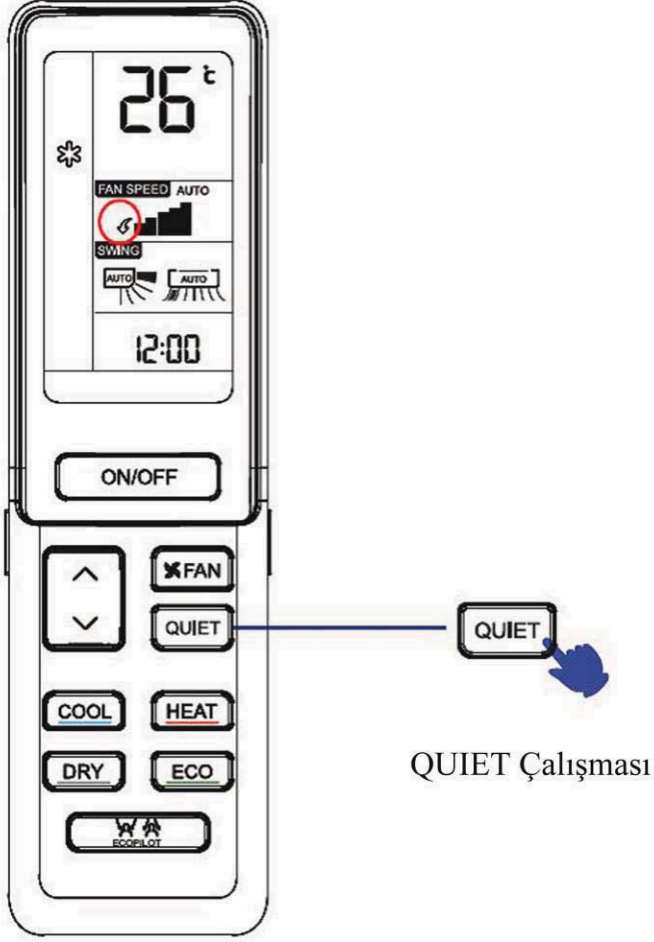 26 °C
FAN SPEED AUTO
SWING
AUTO AUTO
12:00
ON/OFF
FAN
QUIET
QUIET
COOL HEAT
DRY ECO
ECOPILOT
QUIET Çalışması